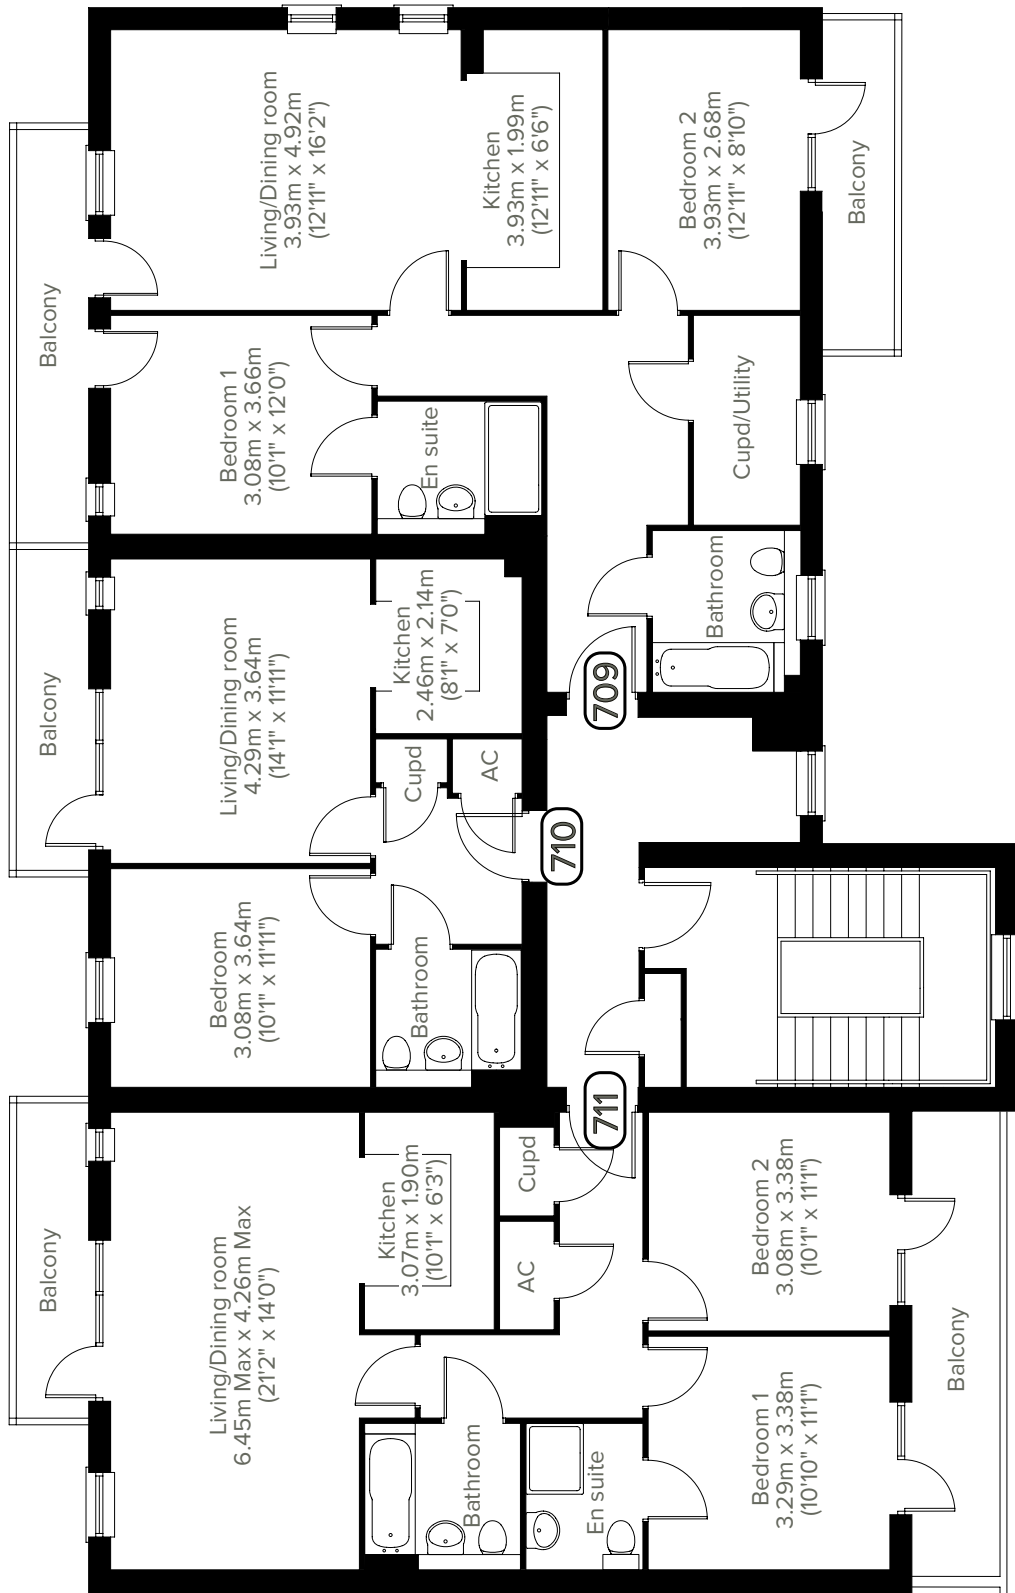 Balcony
Living/Dining room
3.93m x 4.92m
(12'11" x 16'2")
Kitchen
3.93m x 1.99m
(12'11" x 6'6")
Bedroom 2
3.93m x 2.68m
(12'11" x 8'10")
Balcony
Bedroom 1
3.08m x 3.66m
(10'1" x 12'0")
En suite
Cupd/Utility
Bathroom
709
Balcony
Living/Dining room
4.29m x 3.64m
(14'1" x 11'11")
Kitchen
2.46m x 2.14m
(8'1" x 7'0")
Cupd
AC
710
Bedroom
3.08m x 3.64m
(10'1" x 11'11")
Bathroom
711
Balcony
Living/Dining room
6.45m Max x 4.26m Max
(21'2" x 14'0")
Kitchen
3.07m x 1.90m
(10'1" x 6'3")
Cupd
AC
Bedroom 2
3.08m x 3.38m
(10'1" x 11'1")
Bathroom
En suite
Bedroom 1
3.29m x 3.38m
(10'10" x 11'1")
Balcony